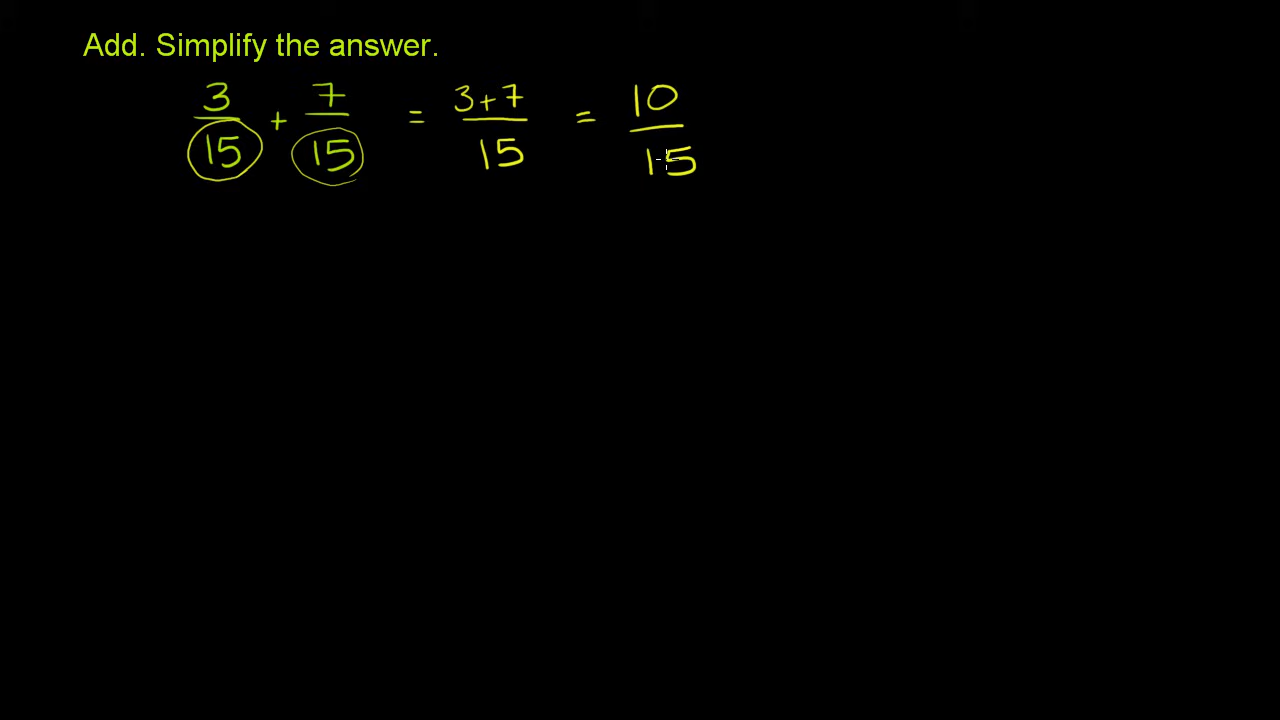 Add. Simplify the answer.
3/15 + 7/15 = 3+7/15 = 10/15